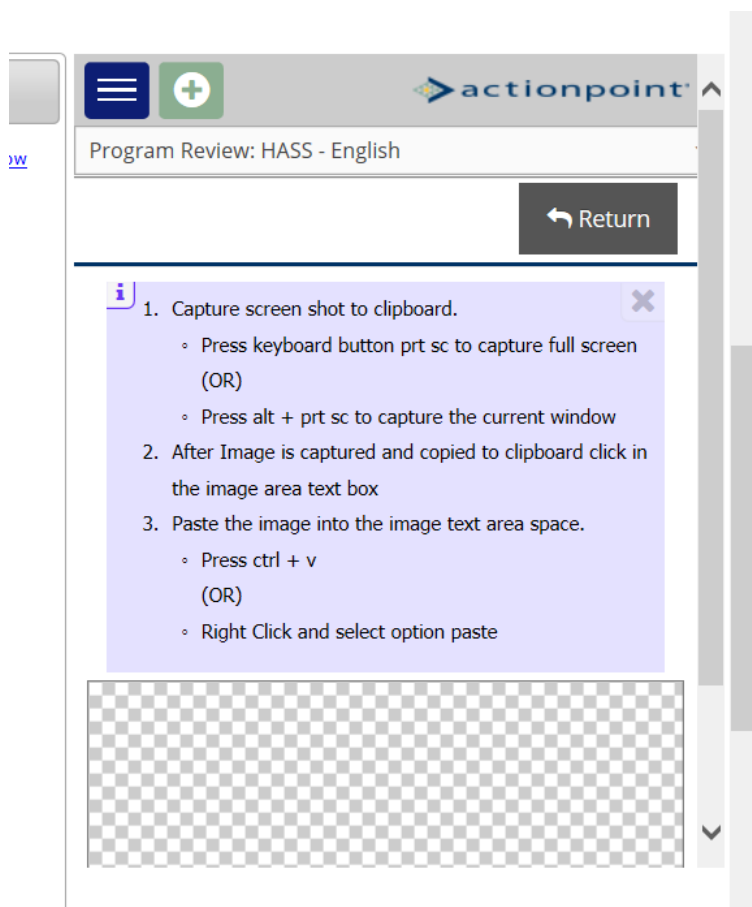 actionpoint
Program Review: HASS - English
ow
Return
i
1. Capture screen shot to clipboard.
◦ Press keyboard button prt sc to capture full screen
(OR)
◦ Press alt + prt sc to capture the current window
2. After Image is captured and copied to clipboard click in
the image area text box
3. Paste the image into the image text area space.
◦ Press ctrl + v
(OR)
◦ Right Click and select option paste